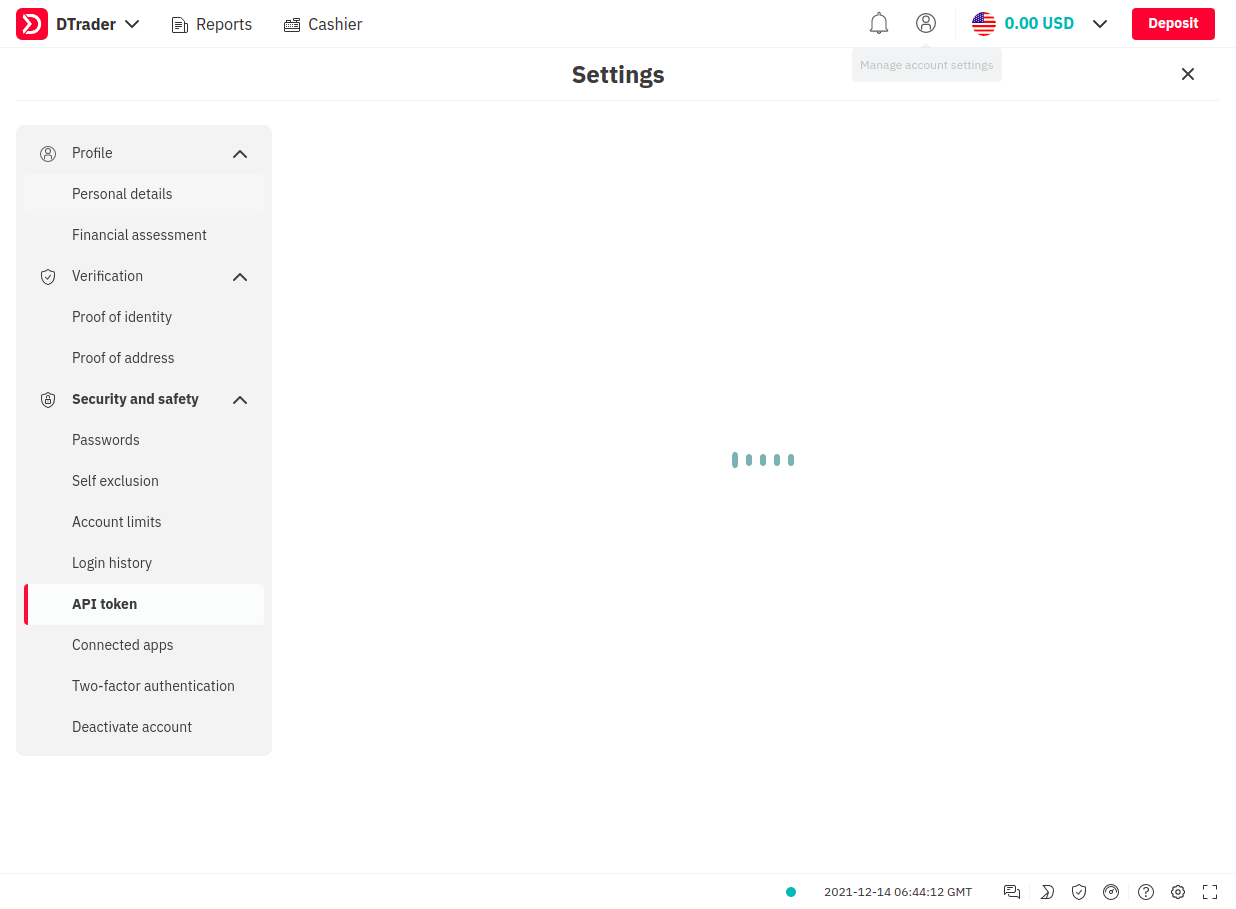 DTrader
Reports
Cashier
0.00 USD
Deposit
Manage account settings
Settings
Profile
Personal details
Financial assessment
Verification
Proof of identity
Proof of address
Security and safety
Passwords
Self exclusion
Account limits
Login history
API token
Connected apps
Two-factor authentication
Deactivate account
2021-12-14 06:44:12 GMT